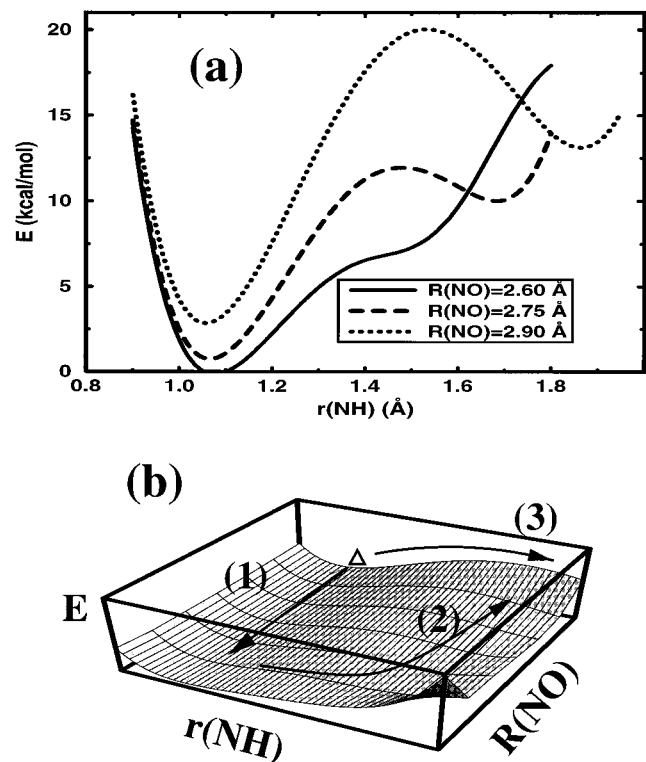 (a)
E (kcal/mol)
20
15
10
5
0
0.8 1.0 1.2 1.4 1.6 1.8
r(NH) (Å)
R(NO)=2.60 Å
R(NO)=2.75 Å
R(NO)=2.90 Å
(b)
(3)
Δ
(1)
(2)
E
r(NH)
R(NO)